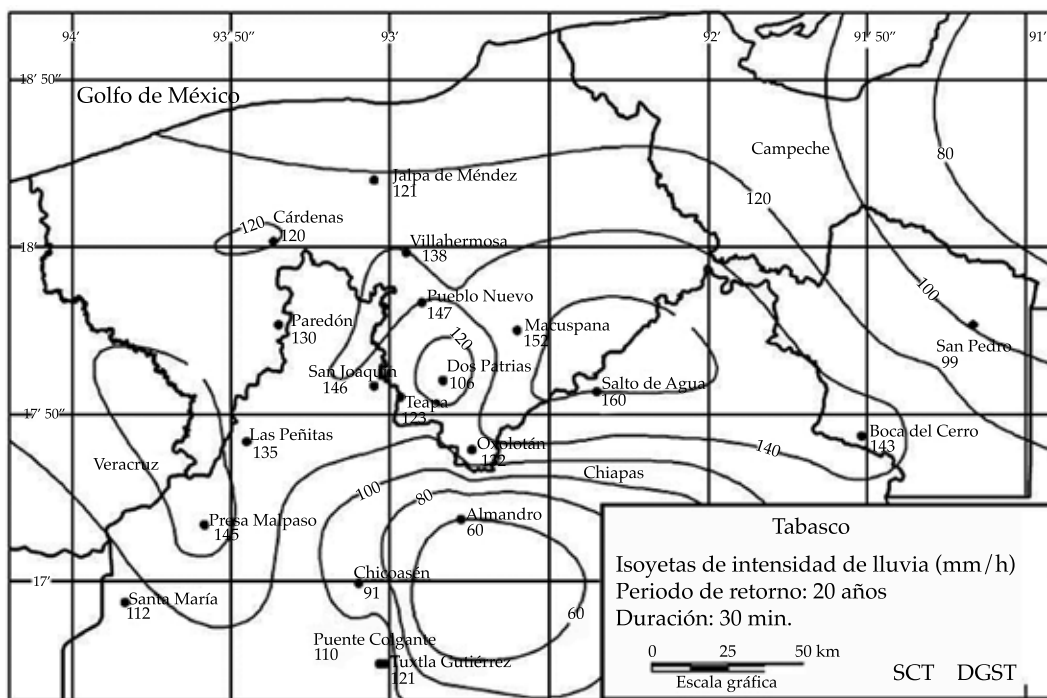 94'
93' 50"
93'
92'
91' 50"
91'
18' 50"
Golfo de México
Campeche
80
Jalpa de Méndez
121
120
Cárdenas
120
120
18'
Villahermosa
138
100
Pueblo Nuevo
147
Paredón
130
120
Macuspana
152
San Pedro
99
San Joaquín
146
Dos Patrias
106
Salto de Agua
160
Teapa
123
17' 50"
Las Peñitas
135
Oxolotán
132
140
Boca del Cerro
143
Veracruz
Chiapas
100
80
Presa Malpaso
145
Almandro
60
17'
Chicoasén
91
Santa María
112
60
Puente Colgante
110
Tuxtla Gutiérrez
121
Tabasco
Isoyetas de intensidad de lluvia (mm/h)
Periodo de retorno: 20 años
Duración: 30 min.
0 25 50 km
Escala gráfica
SCT DGST